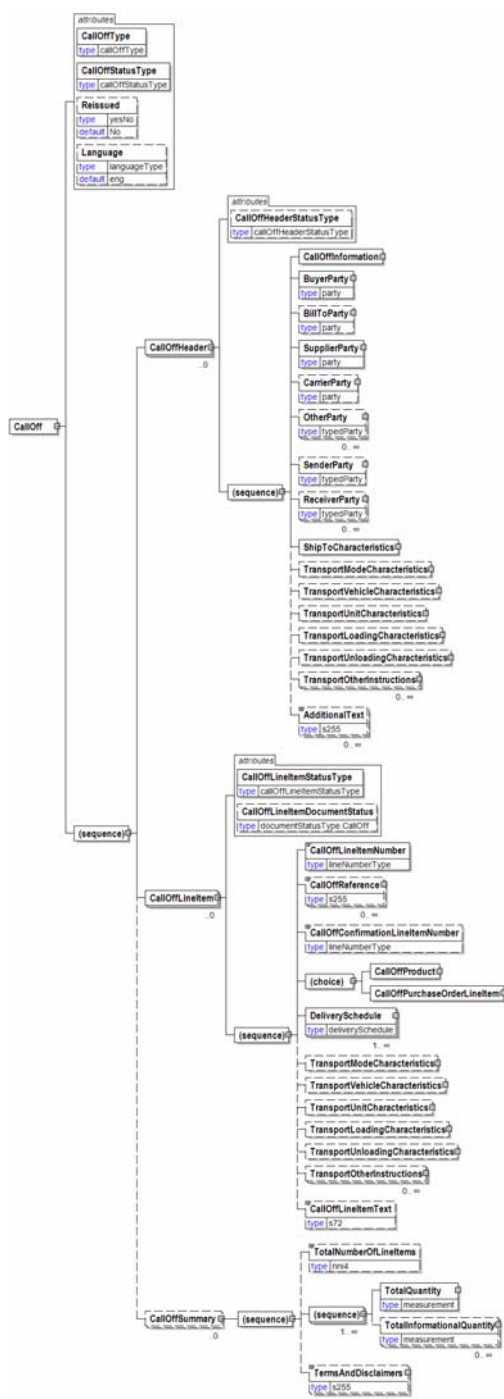 attributes
CallOffType
type callOffType
CallOffStatusType
type callOffStatusType
Reissued
type yesNo
default No
Language
type languageType
default eng
attributes
CallOffHeaderStatusType
type callOffHeaderStatusType
CallOffInformation
BuyerParty
type party
BillToParty
type party
SupplierParty
type party
CallOffHeader
..0
CarrierParty
type party
OtherParty
type typedParty
0.. ∞
CallOff
SenderParty
type typedParty
(sequence)
ReceiverParty
type typedParty
0.. ∞
ShipToCharacteristics
TransportModeCharacteristics
TransportVehicleCharacteristics
TransportUnitCharacteristics
TransportLoadingCharacteristics
TransportUnloadingCharacteristics
TransportOtherInstructions
0.. ∞
AdditionalText
type s255
0.. ∞
attributes
CallOffLineItemStatusType
type callOffLineItemStatusType
CallOffLineItemDocumentStatus
type documentStatusType CallOff
(sequence)
CallOffLineItem
..0
CallOffLineItemNumber
type lineNumberType
CallOffReference
type s255
0.. ∞
CallOffConfirmationLineItemNumber
type lineNumberType
(choice)
CallOffProduct
CallOffPurchaseOrderLineItem
DeliverySchedule
type deliverySchedule
1.. ∞
(sequence)
TransportModeCharacteristics
TransportVehicleCharacteristics
TransportUnitCharacteristics
TransportLoadingCharacteristics
TransportUnloadingCharacteristics
TransportOtherInstructions
0.. ∞
CallOffLineItemText
type s72
TotalNumberOfLineItems
type nni4
CallOffSummary
..0
(sequence)
(sequence)
1.. ∞
TotalQuantity
type measurement
TotalInformationalQuantity
type measurement
0.. ∞
TermsAndDisclaimers
type s255